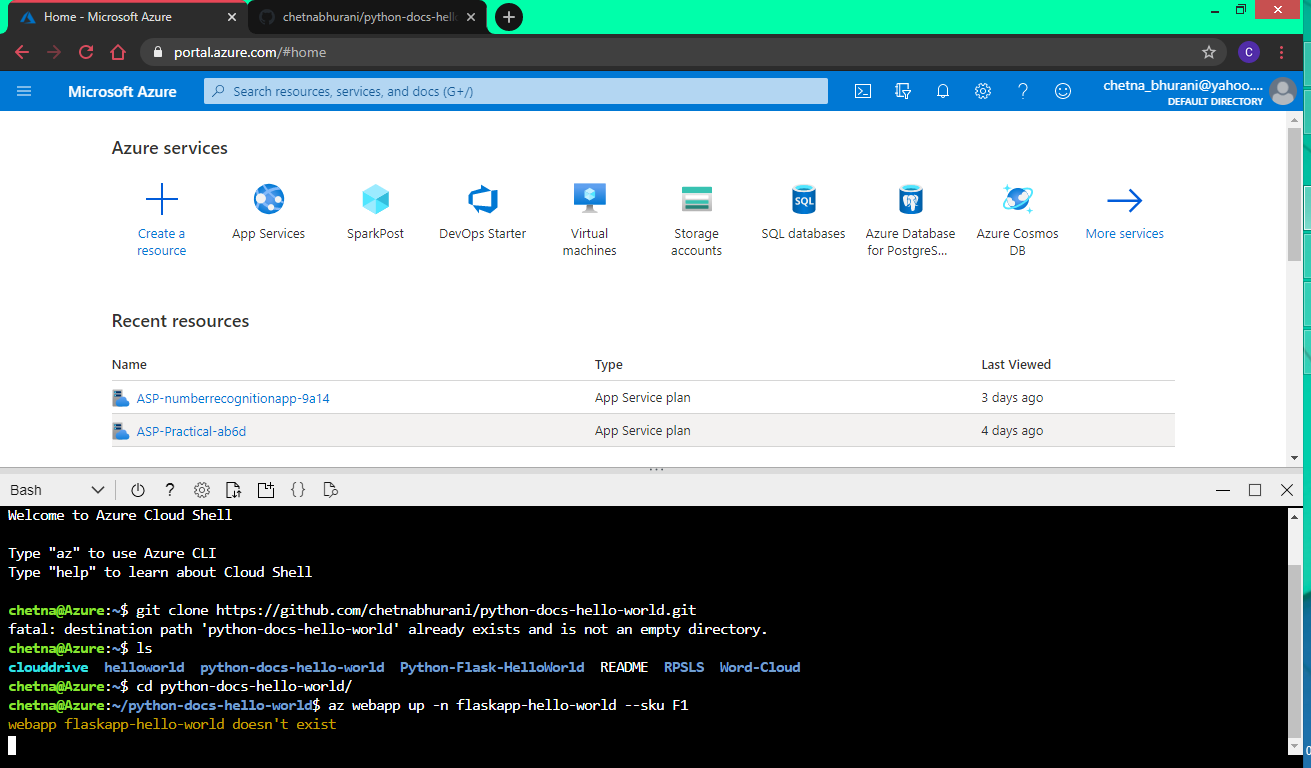 Home - Microsoft Azure
chetnabhurani/python-docs-hell
portal.azure.com/#home
C
Microsoft Azure
Search resources, services, and docs (G+/)
chetna_bhurani@yahoo....
DEFAULT DIRECTORY
Azure services
Create a resource
App Services
SparkPost
DevOps Starter
Virtual machines
Storage accounts
SQL
SQL databases
Azure Database for PostgreS...
Azure Cosmos DB
More services
Recent resources
Name Type Last Viewed
ASP-numberrecognitionapp-9a14 App Service plan 3 days ago
ASP-Practical-ab6d App Service plan 4 days ago
Bash
Welcome to Azure Cloud Shell
Type "az" to use Azure CLI
Type "help" to learn about Cloud Shell
chetna@Azure:~$ git clone https://github.com/chetnabhurani/python-docs-hello-world.git
fatal: destination path 'python-docs-hello-world' already exists and is not an empty directory.
chetna@Azure:~$ ls
clouddrive helloworld python-docs-hello-world Python-Flask-HelloWorld README RPSLS Word-Cloud
chetna@Azure:~$ cd python-docs-hello-world/
chetna@Azure:~/python-docs-hello-world$ az webapp up -n flaskapp-hello-world --sku F1
webapp flaskapp-hello-world doesn't exist